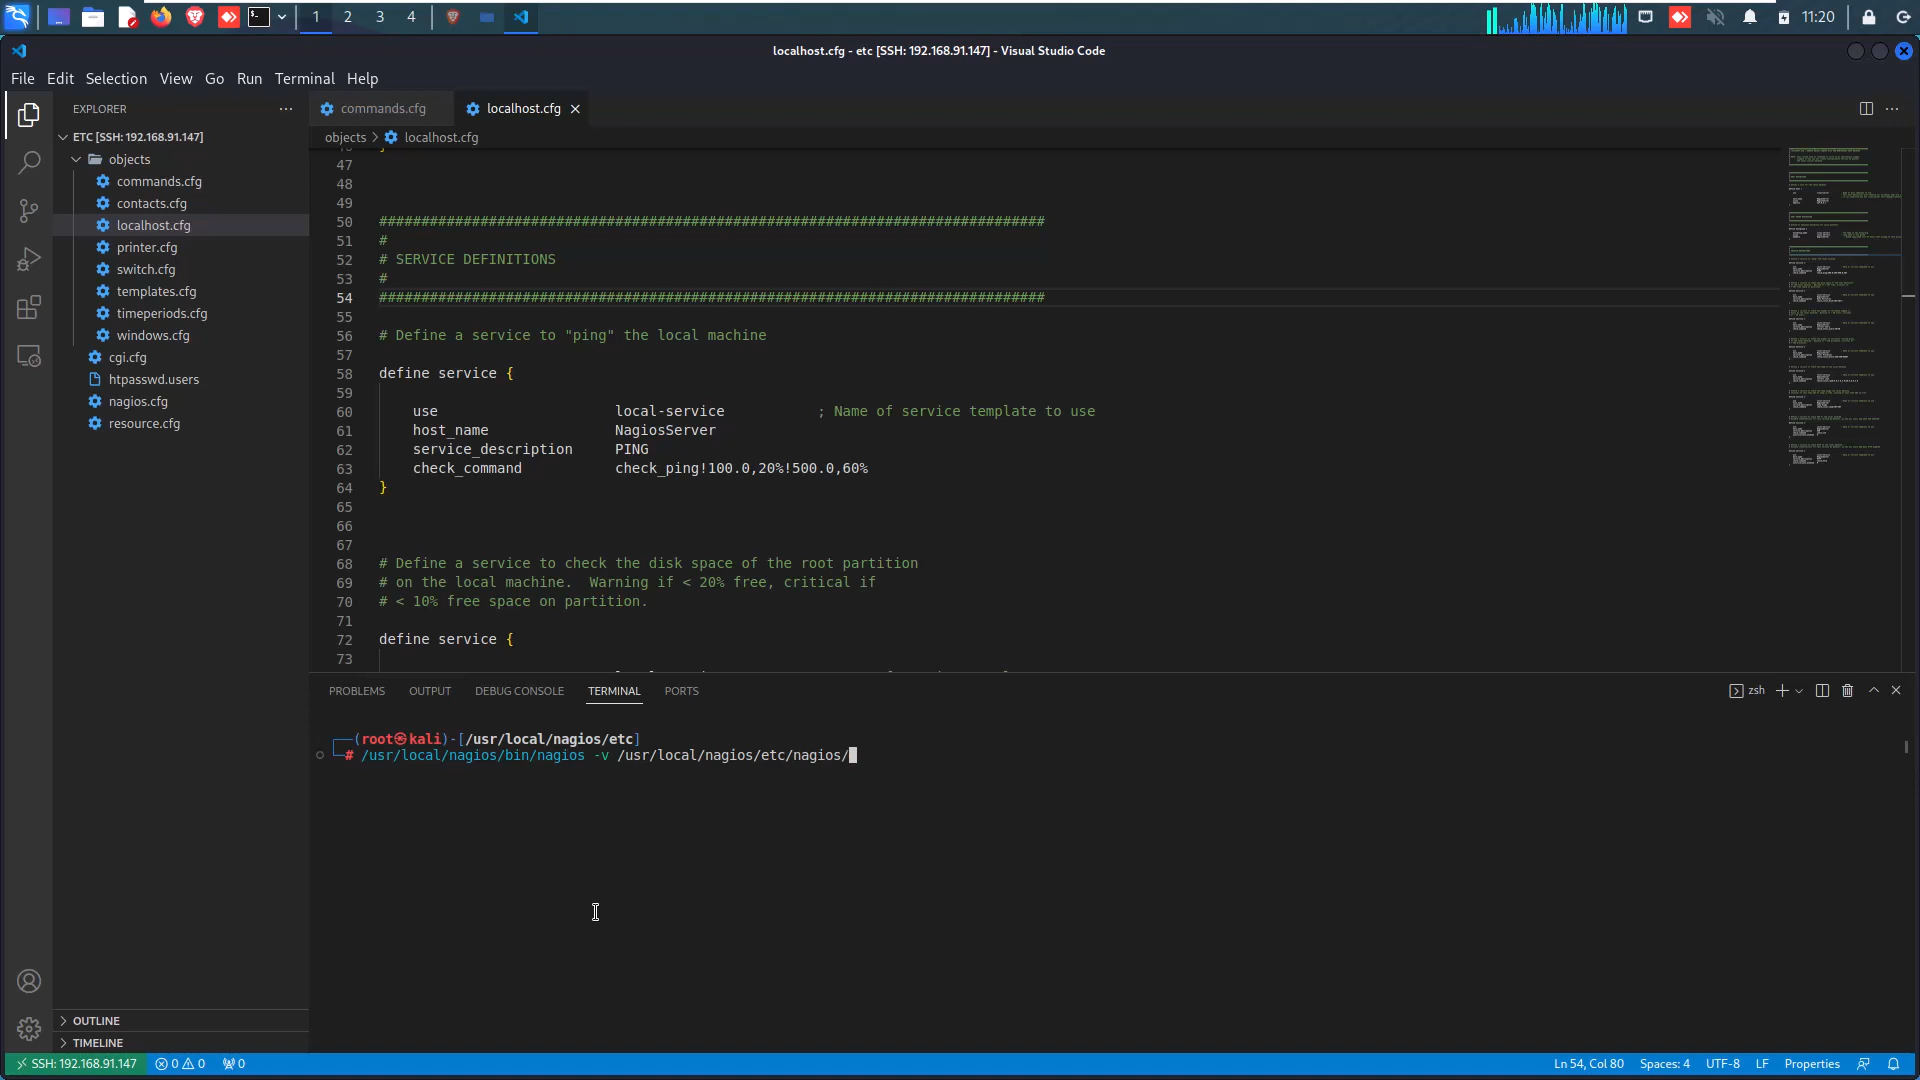 1 2 3 4
11:20
localhost.cfg - etc [SSH: 192.168.91.147] - Visual Studio Code
File Edit Selection View Go Run Terminal Help
EXPLORER
ETC [SSH: 192.168.91.147]
objects
commands.cfg
contacts.cfg
localhost.cfg
printer.cfg
switch.cfg
templates.cfg
timeperiods.cfg
windows.cfg
cgi.cfg
htpasswd.users
nagios.cfg
resource.cfg
OUTLINE
TIMELINE
commands.cfg localhost.cfg
objects > localhost.cfg
47
48
49
50 ###############################################################################
51 #
52 # SERVICE DEFINITIONS
53 #
54 ###############################################################################
55
56 # Define a service to "ping" the local machine
57
58 define service {
59
60 use local-service ; Name of service template to use
61 host_name NagiosServer
62 service_description PING
63 check_command check_ping!100.0,20%!500.0,60%
64 }
65
66
67
68 # Define a service to check the disk space of the root partition
69 # on the local machine.  Warning if < 20% free, critical if
70 # < 10% free space on partition.
71
72 define service {
73
PROBLEMS OUTPUT DEBUG CONSOLE TERMINAL PORTS
zsh
┌──(root㉿kali)-[/usr/local/nagios/etc]
└─# /usr/local/nagios/bin/nagios -v /usr/local/nagios/etc/nagios/
SSH: 192.168.91.147 0 0 0
Ln 54, Col 80 Spaces: 4 UTF-8 LF Properties